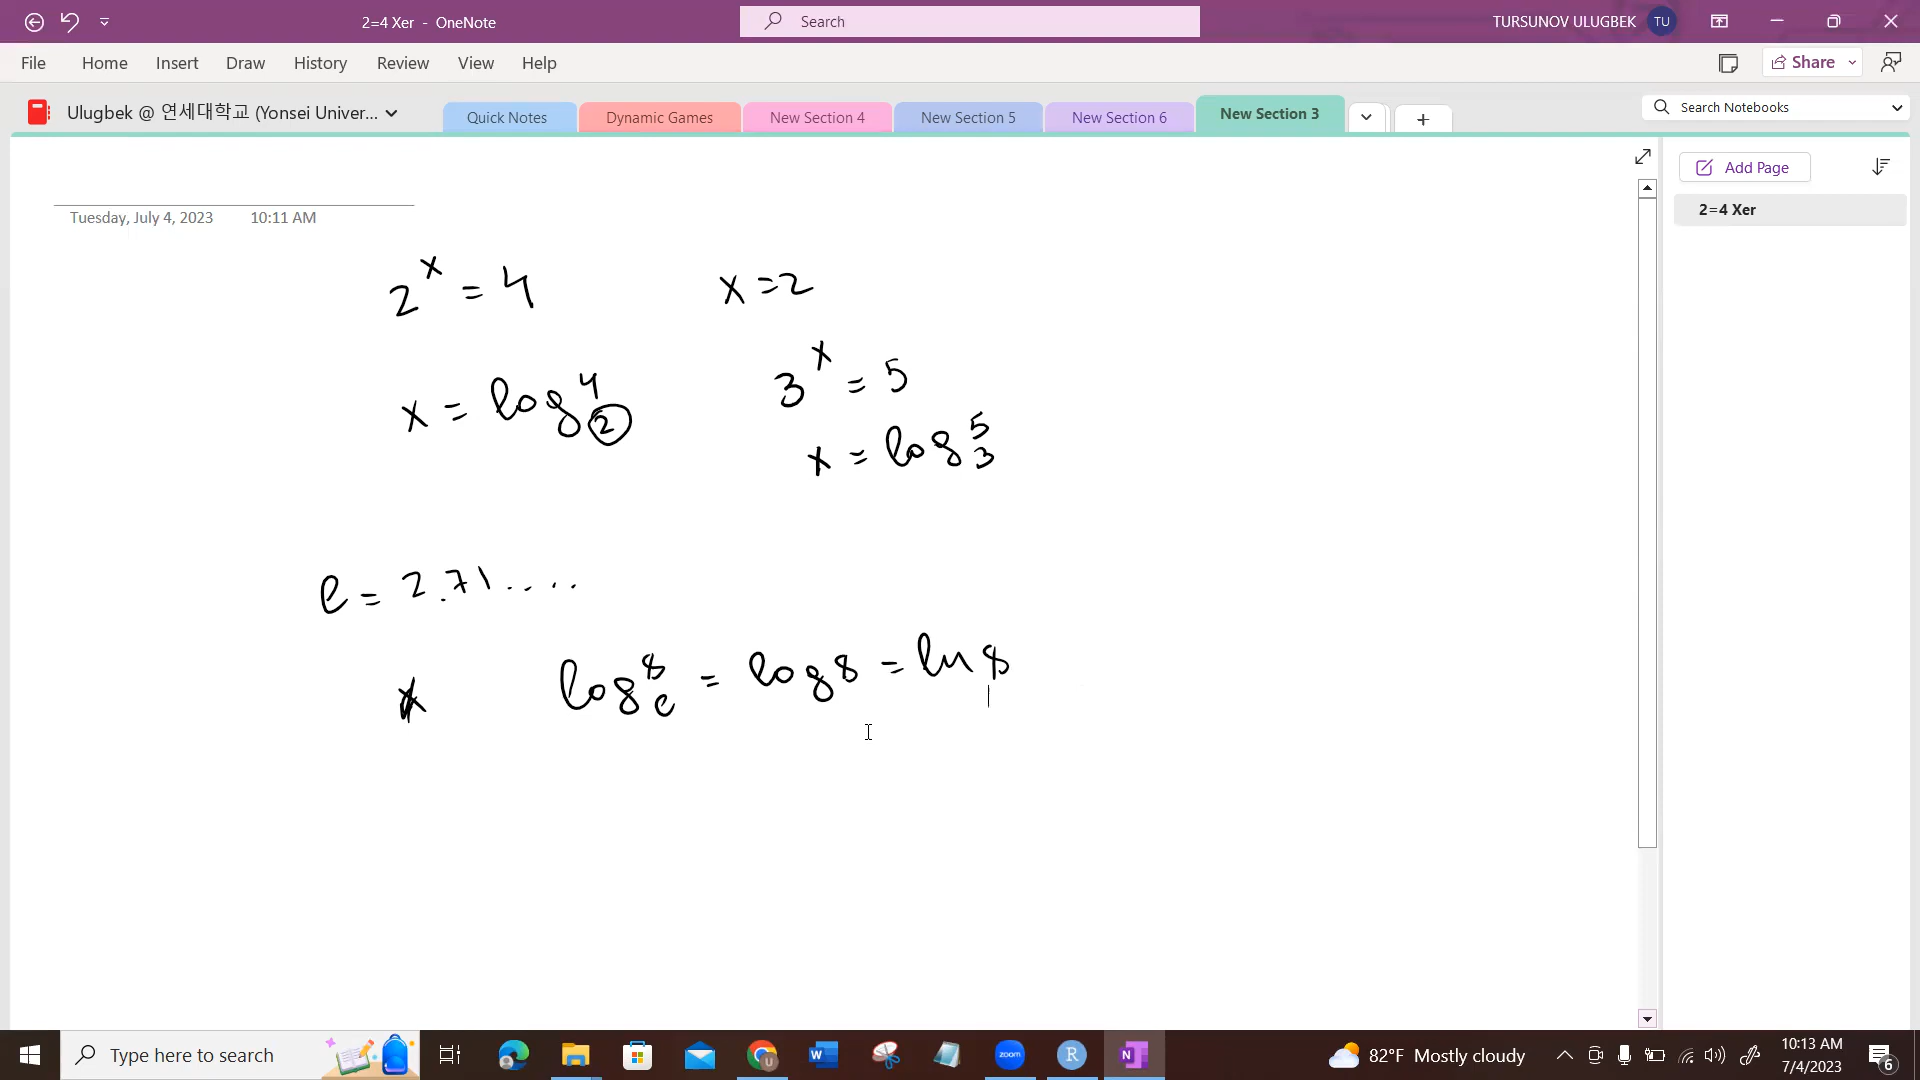 2=4 Xer - OneNote
Search
TURSUNOV ULUGBEK TU
File Home Insert Draw History Review View Help
Share
Ulugbek @ 연세대학교 (Yonsei Univer...
Quick Notes Dynamic Games New Section 4 New Section 5 New Section 6 New Section 3
Search Notebooks
Add Page
2=4 Xer
Tuesday, July 4, 2023 10:11 AM
2^x = 4 x = 2
x = log_2^4 3^x = 5
x = log_3^5
e = 2.71....
x log_e^8 = log 8 = ln 8
Type here to search
zoom
82°F Mostly cloudy
10:13 AM
7/4/2023
6